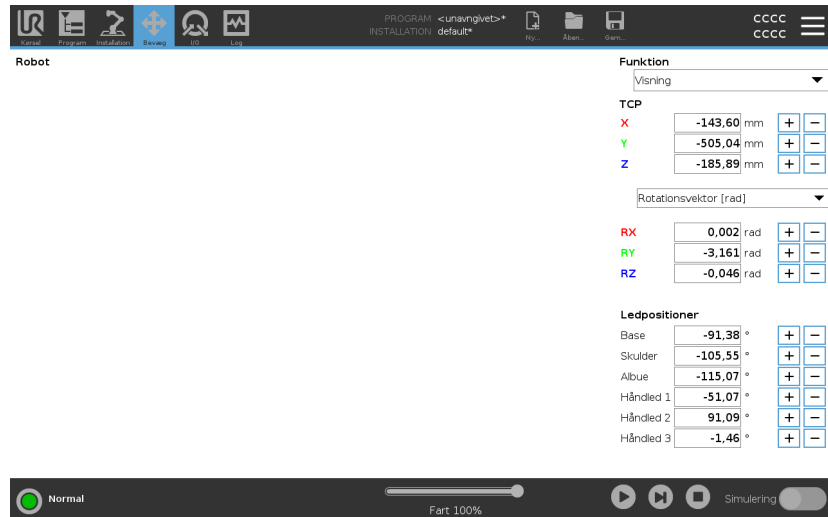 PROGRAM <unavngivet>*
INSTALLATION default*
Kørsel Program Installation Bevæg I/O Log
Ny... Åben... Gem...
cccc
cccc
Robot
Funktion
Visning
TCP
X -143,60 mm + −
Y -505,04 mm + −
Z -185,89 mm + −
Rotationsvektor [rad]
RX 0,002 rad + −
RY -3,161 rad + −
RZ -0,046 rad + −
Ledpositioner
Base -91,38 ° + −
Skulder -105,55 ° + −
Albue -115,07 ° + −
Håndled 1 -51,07 ° + −
Håndled 2 91,09 ° + −
Håndled 3 -1,46 ° + −
Normal
Fart 100%
Simulering